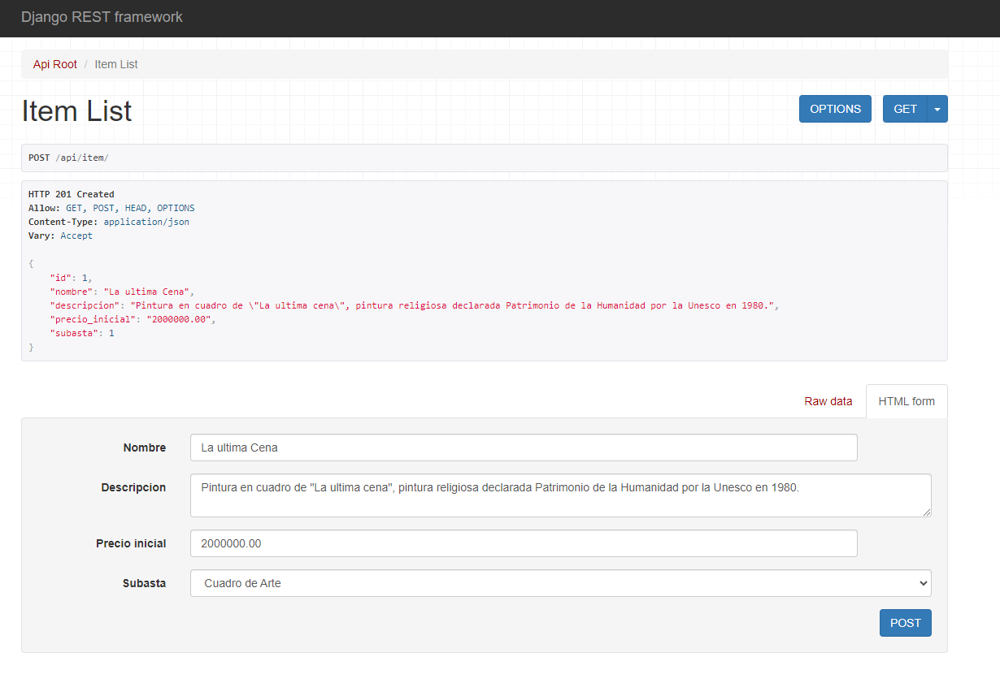 Django REST framework
Api Root / Item List
Item List
OPTIONS
GET
POST /api/item/
HTTP 201 Created
Allow: GET, POST, HEAD, OPTIONS
Content-Type: application/json
Vary: Accept
{
    "id": 1,
    "nombre": "La ultima Cena",
    "descripcion": "Pintura en cuadro de \"La ultima cena\", pintura religiosa declarada Patrimonio de la Humanidad por la Unesco en 1980.",
    "precio_inicial": "2000000.00",
    "subasta": 1
}
Raw data
HTML form
Nombre
La ultima Cena
Descripcion
Pintura en cuadro de "La ultima cena", pintura religiosa declarada Patrimonio de la Humanidad por la Unesco en 1980.
Precio inicial
2000000.00
Subasta
Cuadro de Arte
POST